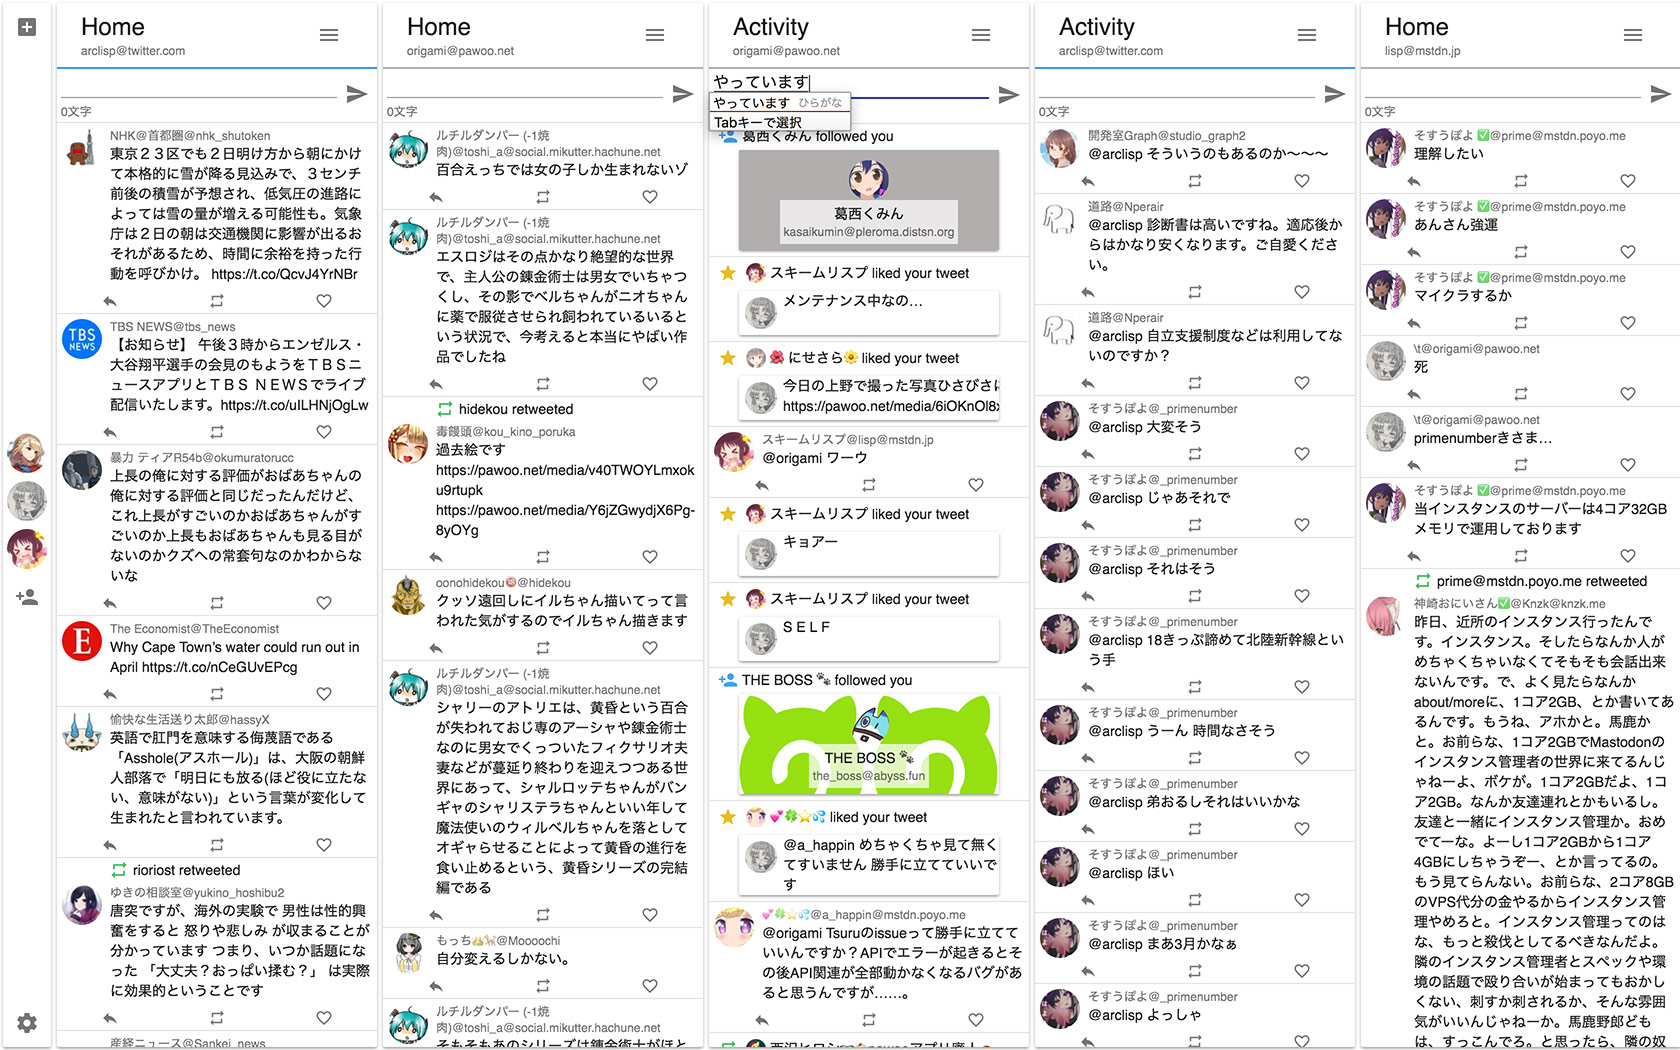 Home
arclisp@twitter.com
0文字
NHK@首都圏@nhk_shutoken
東京２３区でも２日明け方から朝にかけ
て本格的に雪が降る見込みで、３センチ
前後の積雪が予想され、低気圧の進路に
よっては雪の量が増える可能性も。気象
庁は２日の朝は交通機関に影響が出るお
それがあるため、時間に余裕を持った行
動を呼びかけ。 https://t.co/QcvJ4YrNBr
TBS NEWS@tbs_news
TBS
NEWS
【お知らせ】 午後３時からエンゼルス・
大谷翔平選手の会見のもようをＴＢＳニ
ュースアプリとＴＢＳ ＮＥＷＳでライブ
配信いたします。https://t.co/uILHNjOgLw
暴力 ティアR54b@okumuratorucc
上長の俺に対する評価がおばあちゃんの
俺に対する評価と同じだったんだけど、
これ上長がすごいのかおばあちゃんがす
ごいのか上長もおばあちゃんも見る目が
ないのかクズへの常套句なのかわからな
いな
The Economist@TheEconomist
E
Why Cape Town's water could run out in
April https://t.co/nCeGUvEPcg
愉快な生活送り太郎@hassyX
英語で肛門を意味する侮蔑語である
「Asshole(アスホール)」は、大阪の朝鮮
人部落で「明日にも放る(ほど役に立たな
い、意味がない)」という言葉が変化して
生まれたと言われています。
rioriost retweeted
ゆきの相談室@yukino_hoshibu2
唐突ですが、海外の実験で 男性は性的興
奮をすると 怒りや悲しみ が収まることが
分かっています つまり、いつか話題にな
った 「大丈夫？おっぱい揉む？」 は実際
に効果的ということです
産経ニュース@Sankei_news
Home
origami@pawoo.net
0文字
ルチルダンパー (-1焼
肉)@toshi_a@social.mikutter.hachune.net
百合えっちでは女の子しか生まれないゾ
ルチルダンパー (-1焼
肉)@toshi_a@social.mikutter.hachune.net
エスロジはその点かなり絶望的な世界
で、主人公の錬金術士は男女でいちゃつ
くし、その影でベルちゃんがニオちゃん
に薬で服従させられ飼われているいると
いう状況で、今考えると本当にやばい作
品でしたね
hidekou retweeted
毒饅頭@kou_kino_poruka
過去絵です
https://pawoo.net/media/v40TWOYLmxok
u9rtupk
https://pawoo.net/media/Y6jZGwydjX6Pg-
8yOYg
oonohidekou🔞@hidekou
クッソ遠回しにイルちゃん描いてって言
われた気がするのでイルちゃん描きます
ルチルダンパー (-1焼
肉)@toshi_a@social.mikutter.hachune.net
シャリーのアトリエは、黄昏という百合
が失われておじ専のアーシャや錬金術士
なのに男女でくっついたフィクサリオ夫
妻などが蔓延り終わりを迎えつつある世
界にあって、シャルロッテちゃんがバン
ギャのシャリステラちゃんといい年して
魔法使いのウィルベルちゃんを落として
オギャらせることによって黄昏の進行を
食い止めるという、黄昏シリーズの完結
編である
もっち@Moooochi
自分変えるしかない。
ルチルダンパー (-1焼
肉)@toshi_a@social.mikutter.hachune.net
そもそもあのシリーズは錬金術士がほと
Activity
origami@pawoo.net
やっています
やっています ひらがな
Tabキーで選択
葛西くみん followed you
葛西くみん
kasaikumin@pleroma.distsn.org
スキームリスプ liked your tweet
メンテナンス中なの...
🌺 にせさら🌼 liked your tweet
今日の上野で撮った写真ひさびさに
https://pawoo.net/media/6iOKnOl8x
スキームリスプ@lisp@mstdn.jp
@origami ワーウ
スキームリスプ liked your tweet
キョアー
スキームリスプ liked your tweet
ＳＥＬＦ
THE BOSS 🐾 followed you
THE BOSS 🐾
the_boss@abyss.fun
💕🍀⭐💦 liked your tweet
@a_happin めちゃくちゃ見て無く
てすいません 勝手に立てていいで
す
💕🍀⭐💦@a_happin@mstdn.poyo.me
@origami Tsuruのissueって勝手に立てて
いいんですか？APIでエラーが起きるとそ
の後API関連が全部動かなくなるバグがあ
ると思うんですが......。
Activity
arclisp@twitter.com
0文字
開発室Graph@studio_graph2
@arclisp そういうのもあるのか〜〜〜
道路@Nperair
@arclisp 診断書は高いですね。適応後か
らはかなり安くなります。ご自愛くださ
い。
道路@Nperair
@arclisp 自立支援制度などは利用してな
いのですか？
そすうぽよ@_primenumber
@arclisp 大変そう
そすうぽよ@_primenumber
@arclisp じゃあそれで
そすうぽよ@_primenumber
@arclisp それはそう
そすうぽよ@_primenumber
@arclisp 18きっぷ諦めて北陸新幹線とい
う手
そすうぽよ@_primenumber
@arclisp うーん 時間なさそう
そすうぽよ@_primenumber
@arclisp 弟おるしそれはいいかな
そすうぽよ@_primenumber
@arclisp ほい
そすうぽよ@_primenumber
@arclisp まあ3月かなぁ
そすうぽよ@_primenumber
@arclisp よっしゃ
Home
lisp@mstdn.jp
0文字
そすうぽよ ✅@prime@mstdn.poyo.me
理解したい
そすうぽよ ✅@prime@mstdn.poyo.me
あんさん強運
そすうぽよ ✅@prime@mstdn.poyo.me
マイクラするか
\t@origami@pawoo.net
死
\t@origami@pawoo.net
primenumberきさま...
そすうぽよ ✅@prime@mstdn.poyo.me
当インスタンスのサーバーは4コア32GB
メモリで運用しております
prime@mstdn.poyo.me retweeted
神崎おにいさん✅@Knzk@knzk.me
昨日、近所のインスタンス行ったんで
す。インスタンス。そしたらなんか人が
めちゃくちゃいなくてそもそも会話出来
ないんです。で、よく見たらなんか
about/moreに、1コア2GB、とか書いてあ
るんです。もうね、アホかと。馬鹿か
と。お前らな、1コア2GBでMastodonの
インスタンス管理者の世界に来てるんじ
ゃねーよ、ボケが。1コア2GBだよ、1コ
ア2GB。なんか友達連れとかもいるし。
友達と一緒にインスタンス管理か。おめ
でてーな。よーし1コア2GBから1コア
4GBにしちゃうぞー、とか言ってるの。
もう見てらんない。お前らな、2コア8GB
のVPS代分の金やるからインスタンス管
理やめろと。インスタンス管理ってのは
な、もっと殺伐としてるべきなんだよ。
隣のインスタンス管理者とスペックや環
境の話題で殴り合いが始まってもおかし
くない、刺すか刺されるか、そんな雰囲
気がいいんじゃねーか。馬鹿野郎ども
は、すっこんでろ。と思ったら、隣の奴